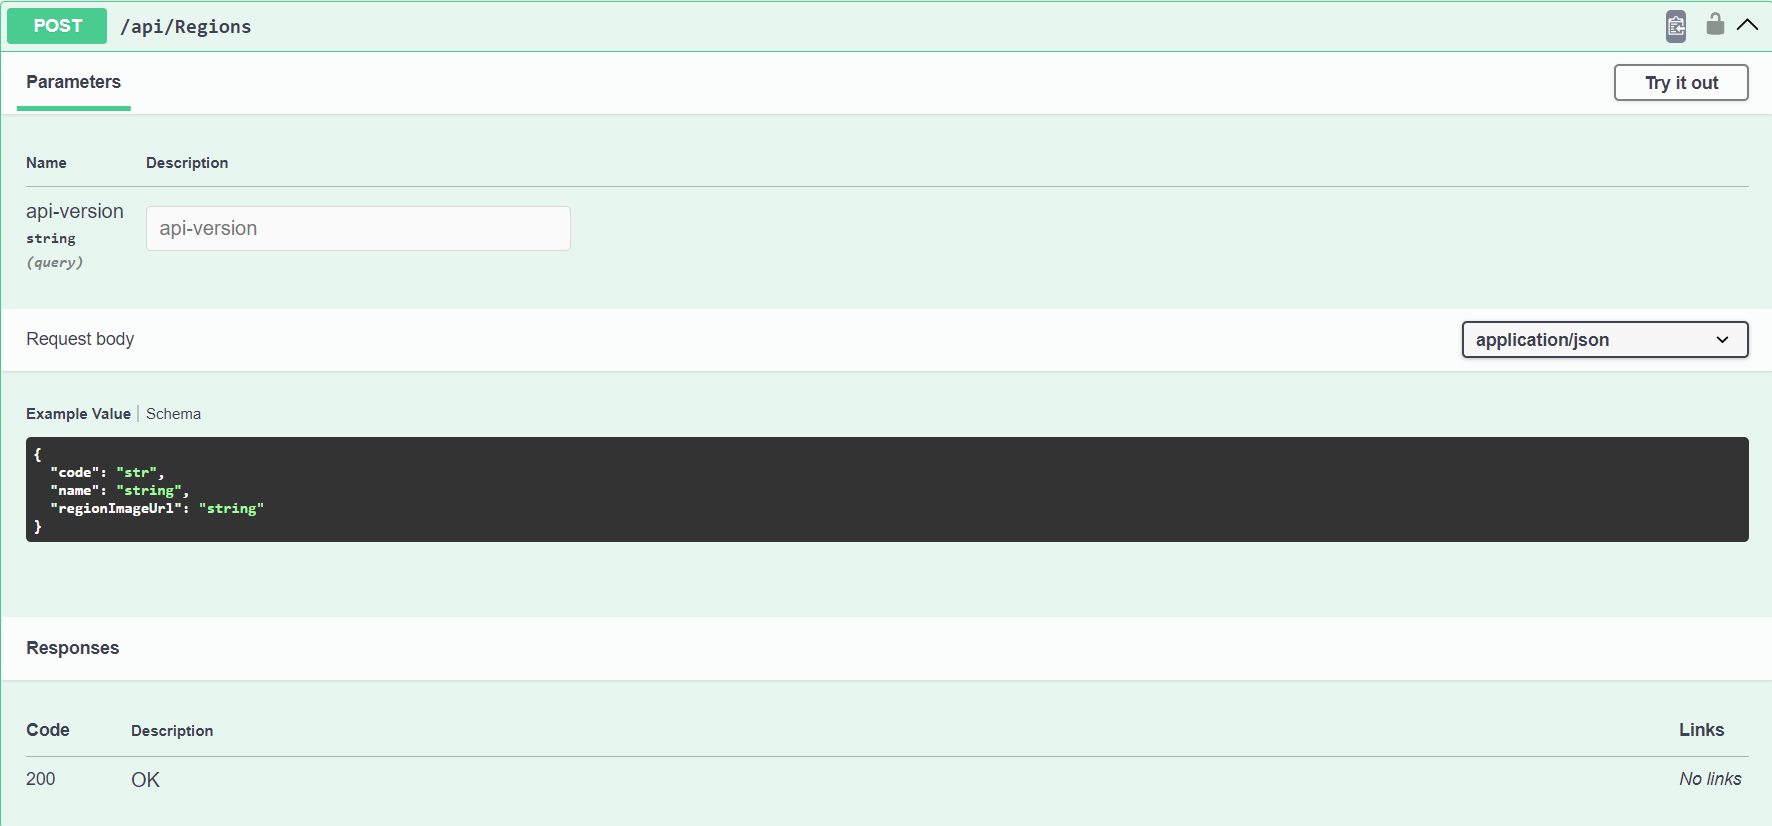 POST /api/Regions
Parameters
Try it out
Name Description
api-version
string
(query)
api-version
Request body
application/json
Example Value Schema
{
  "code": "str",
  "name": "string",
  "regionImageUrl": "string"
}
Responses
Code Description Links
200 OK No links